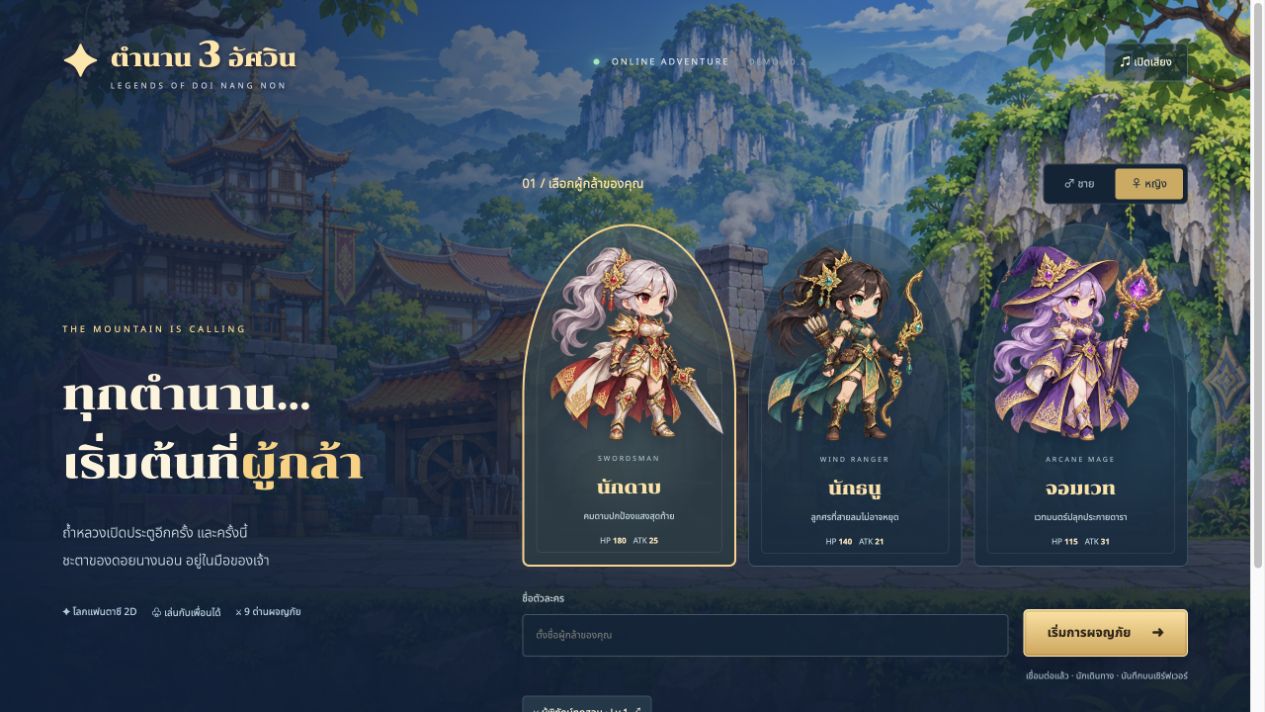 ตำนาน 3 อัศวิน
LEGENDS OF DOI NANG NON
ONLINE ADVENTURE
DEMO v0.2
♫ เปิดเสียง
01 / เลือกผู้กล้าของคุณ
♂ ชาย
♀ หญิง
THE MOUNTAIN IS CALLING
ทุกตำนาน...
เริ่มต้นที่ผู้กล้า
ถ้ำหลวงเปิดประตูอีกครั้ง และครั้งนี้
ชะตาของดอยนางนอน อยู่ในมือของเจ้า
✦ โลกแฟนตาซี 2D
♧ เล่นกับเพื่อนได้
⚔ 9 ด่านผจญภัย
SWORDSMAN
นักดาบ
คมดาบปกป้องแสงสุดท้าย
HP 180 ATK 25
WIND RANGER
นักธนู
ลูกศรที่สายลมไม่อาจหยุด
HP 140 ATK 21
ARCANE MAGE
จอมเวท
เวทมนตร์ปลุกประกายดารา
HP 115 ATK 31
ชื่อตัวละคร
ตั้งชื่อผู้กล้าของคุณ
เริ่มการผจญภัย →
เชื่อมต่อแล้ว · นักเดินทาง · บันทึกบนเซิร์ฟเวอร์